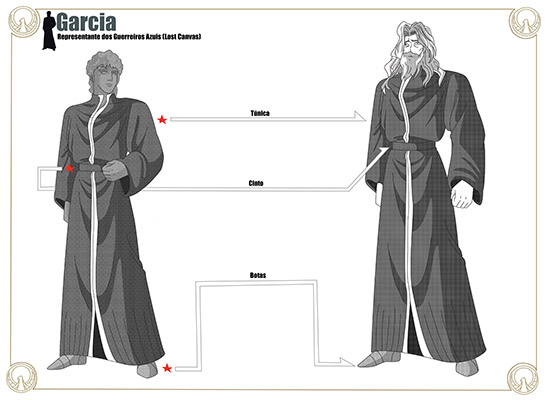 Garcia
Representante dos Guerreiros Azuis (Lost Canvas)
Túnica
Cinto
Botas